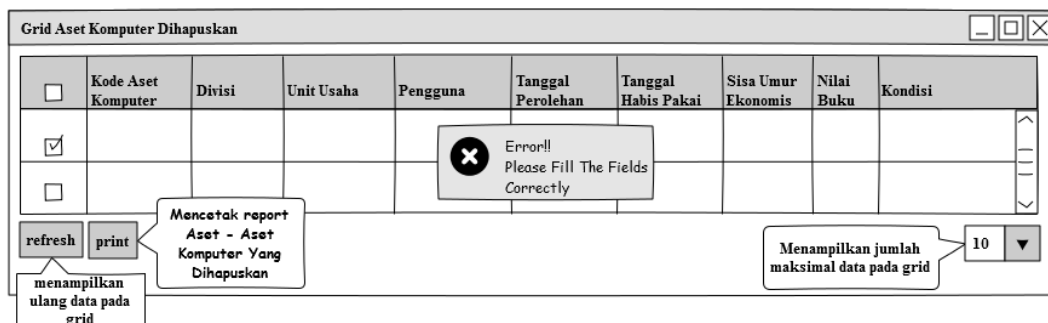 Grid Aset Komputer Dihapuskan
Kode Aset
Komputer
Divisi
Unit Usaha
Pengguna
Tanggal
Perolehan
Tanggal
Habis Pakai
Sisa Umur
Ekonomis
Nilai
Buku
Kondisi
Error!!
Please Fill The Fields
Correctly
refresh
print
Mencetak report
Aset - Aset
Komputer Yang
Dihapuskan
Menampilkan jumlah
maksimal data pada grid
10
menampilkan
ulang data pada
grid